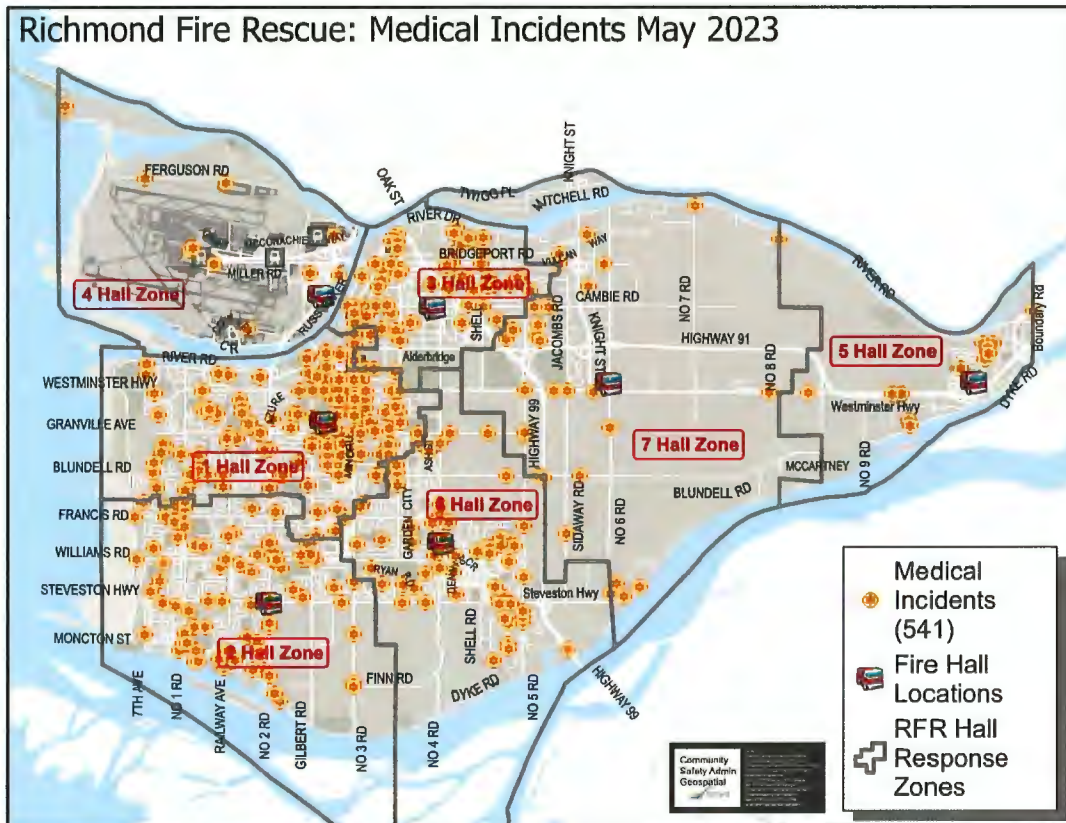 Richmond Fire Rescue: Medical Incidents May 2023
FERGUSON RD
OAK ST
TWIGG PL
KNIGHT ST
MITCHELL RD
RIVER DR
BRIDGEPORT RD
VULCAN WAY
MILLER RD
4 Hall Zone
3 Hall Zone
CAMBIE RD
NO 7 RD
RIVER RD
Boundary Rd
SHELL
JACOMBS RD
KNIGHT ST
HIGHWAY 91
NO 8 RD
5 Hall Zone
RIVER RD
Alderbridge
DYKE RD
WESTMINSTER HWY
AZURE
Westminster Hwy
GRANVILLE AVE
HIGHWAY 99
7 Hall Zone
NO 9 RD
BLUNDELL RD
1 Hall Zone
MCCARTNEY
BLUNDELL RD
FRANCIS RD
GARDEN CITY
6 Hall Zone
SIDAWAY RD
NO 6 RD
WILLIAMS RD
RYAN
STEVESTON HWY
Steveston Hwy
MONCTON ST
2 Hall Zone
SHELL RD
FINN RD
DYKE RD
HIGHWAY 99
7TH AVE
NO 1 RD
RAILWAY AVE
NO 2 RD
GILBERT RD
NO 3 RD
NO 4 RD
NO 5 RD
Community
Safety Admin
Geospatial
Medical
Incidents
(541)
Fire Hall
Locations
RFR Hall
Response
Zones